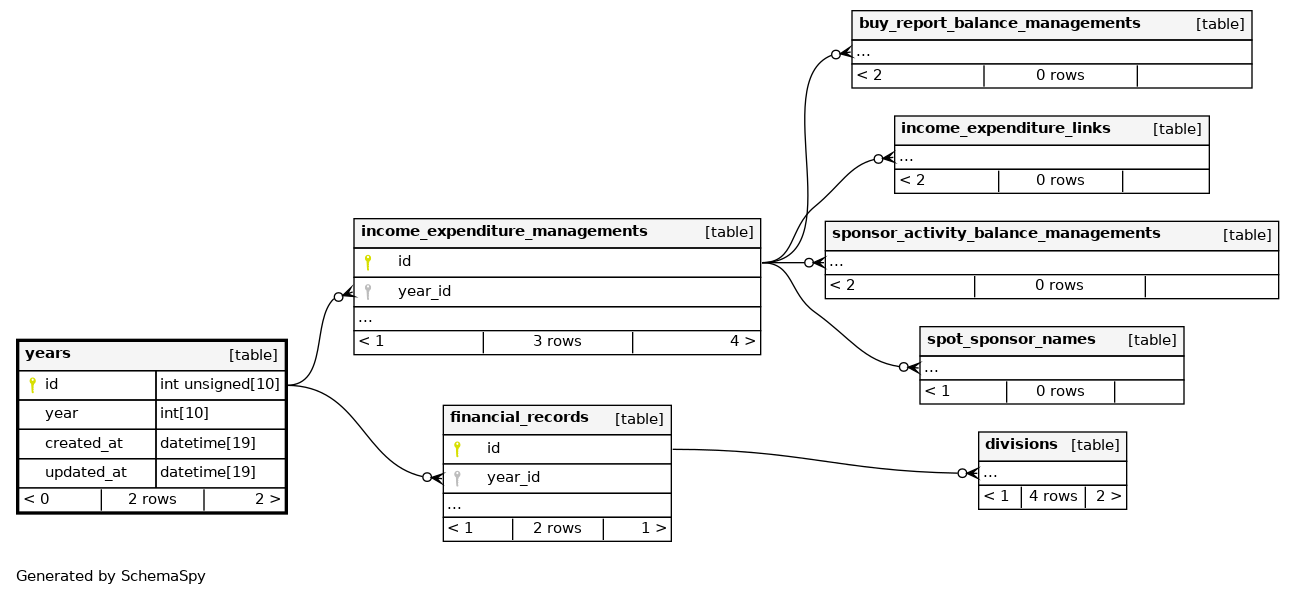 buy_report_balance_managements [table]
...
< 2 0 rows
income_expenditure_links [table]
...
< 2 0 rows
sponsor_activity_balance_managements [table]
...
< 2 0 rows
spot_sponsor_names [table]
...
< 1 0 rows
income_expenditure_managements [table]
id
year_id
...
< 1 3 rows 4 >
years [table]
id int unsigned[10]
year int[10]
created_at datetime[19]
updated_at datetime[19]
< 0 2 rows 2 >
financial_records [table]
id
year_id
...
< 1 2 rows 1 >
divisions [table]
...
< 1 4 rows 2 >
Generated by SchemaSpy